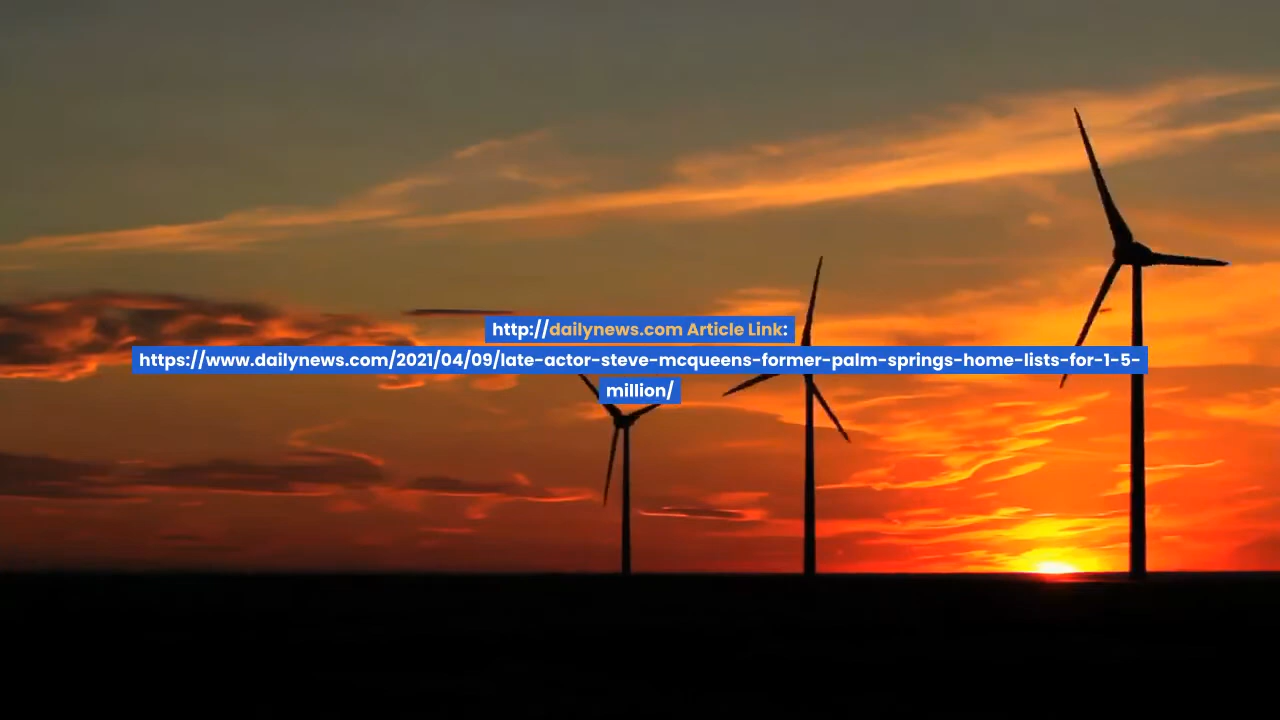 http://dailynews.com Article Link:
https://www.dailynews.com/2021/04/09/late-actor-steve-mcqueens-former-palm-springs-home-lists-for-1-5-
million/